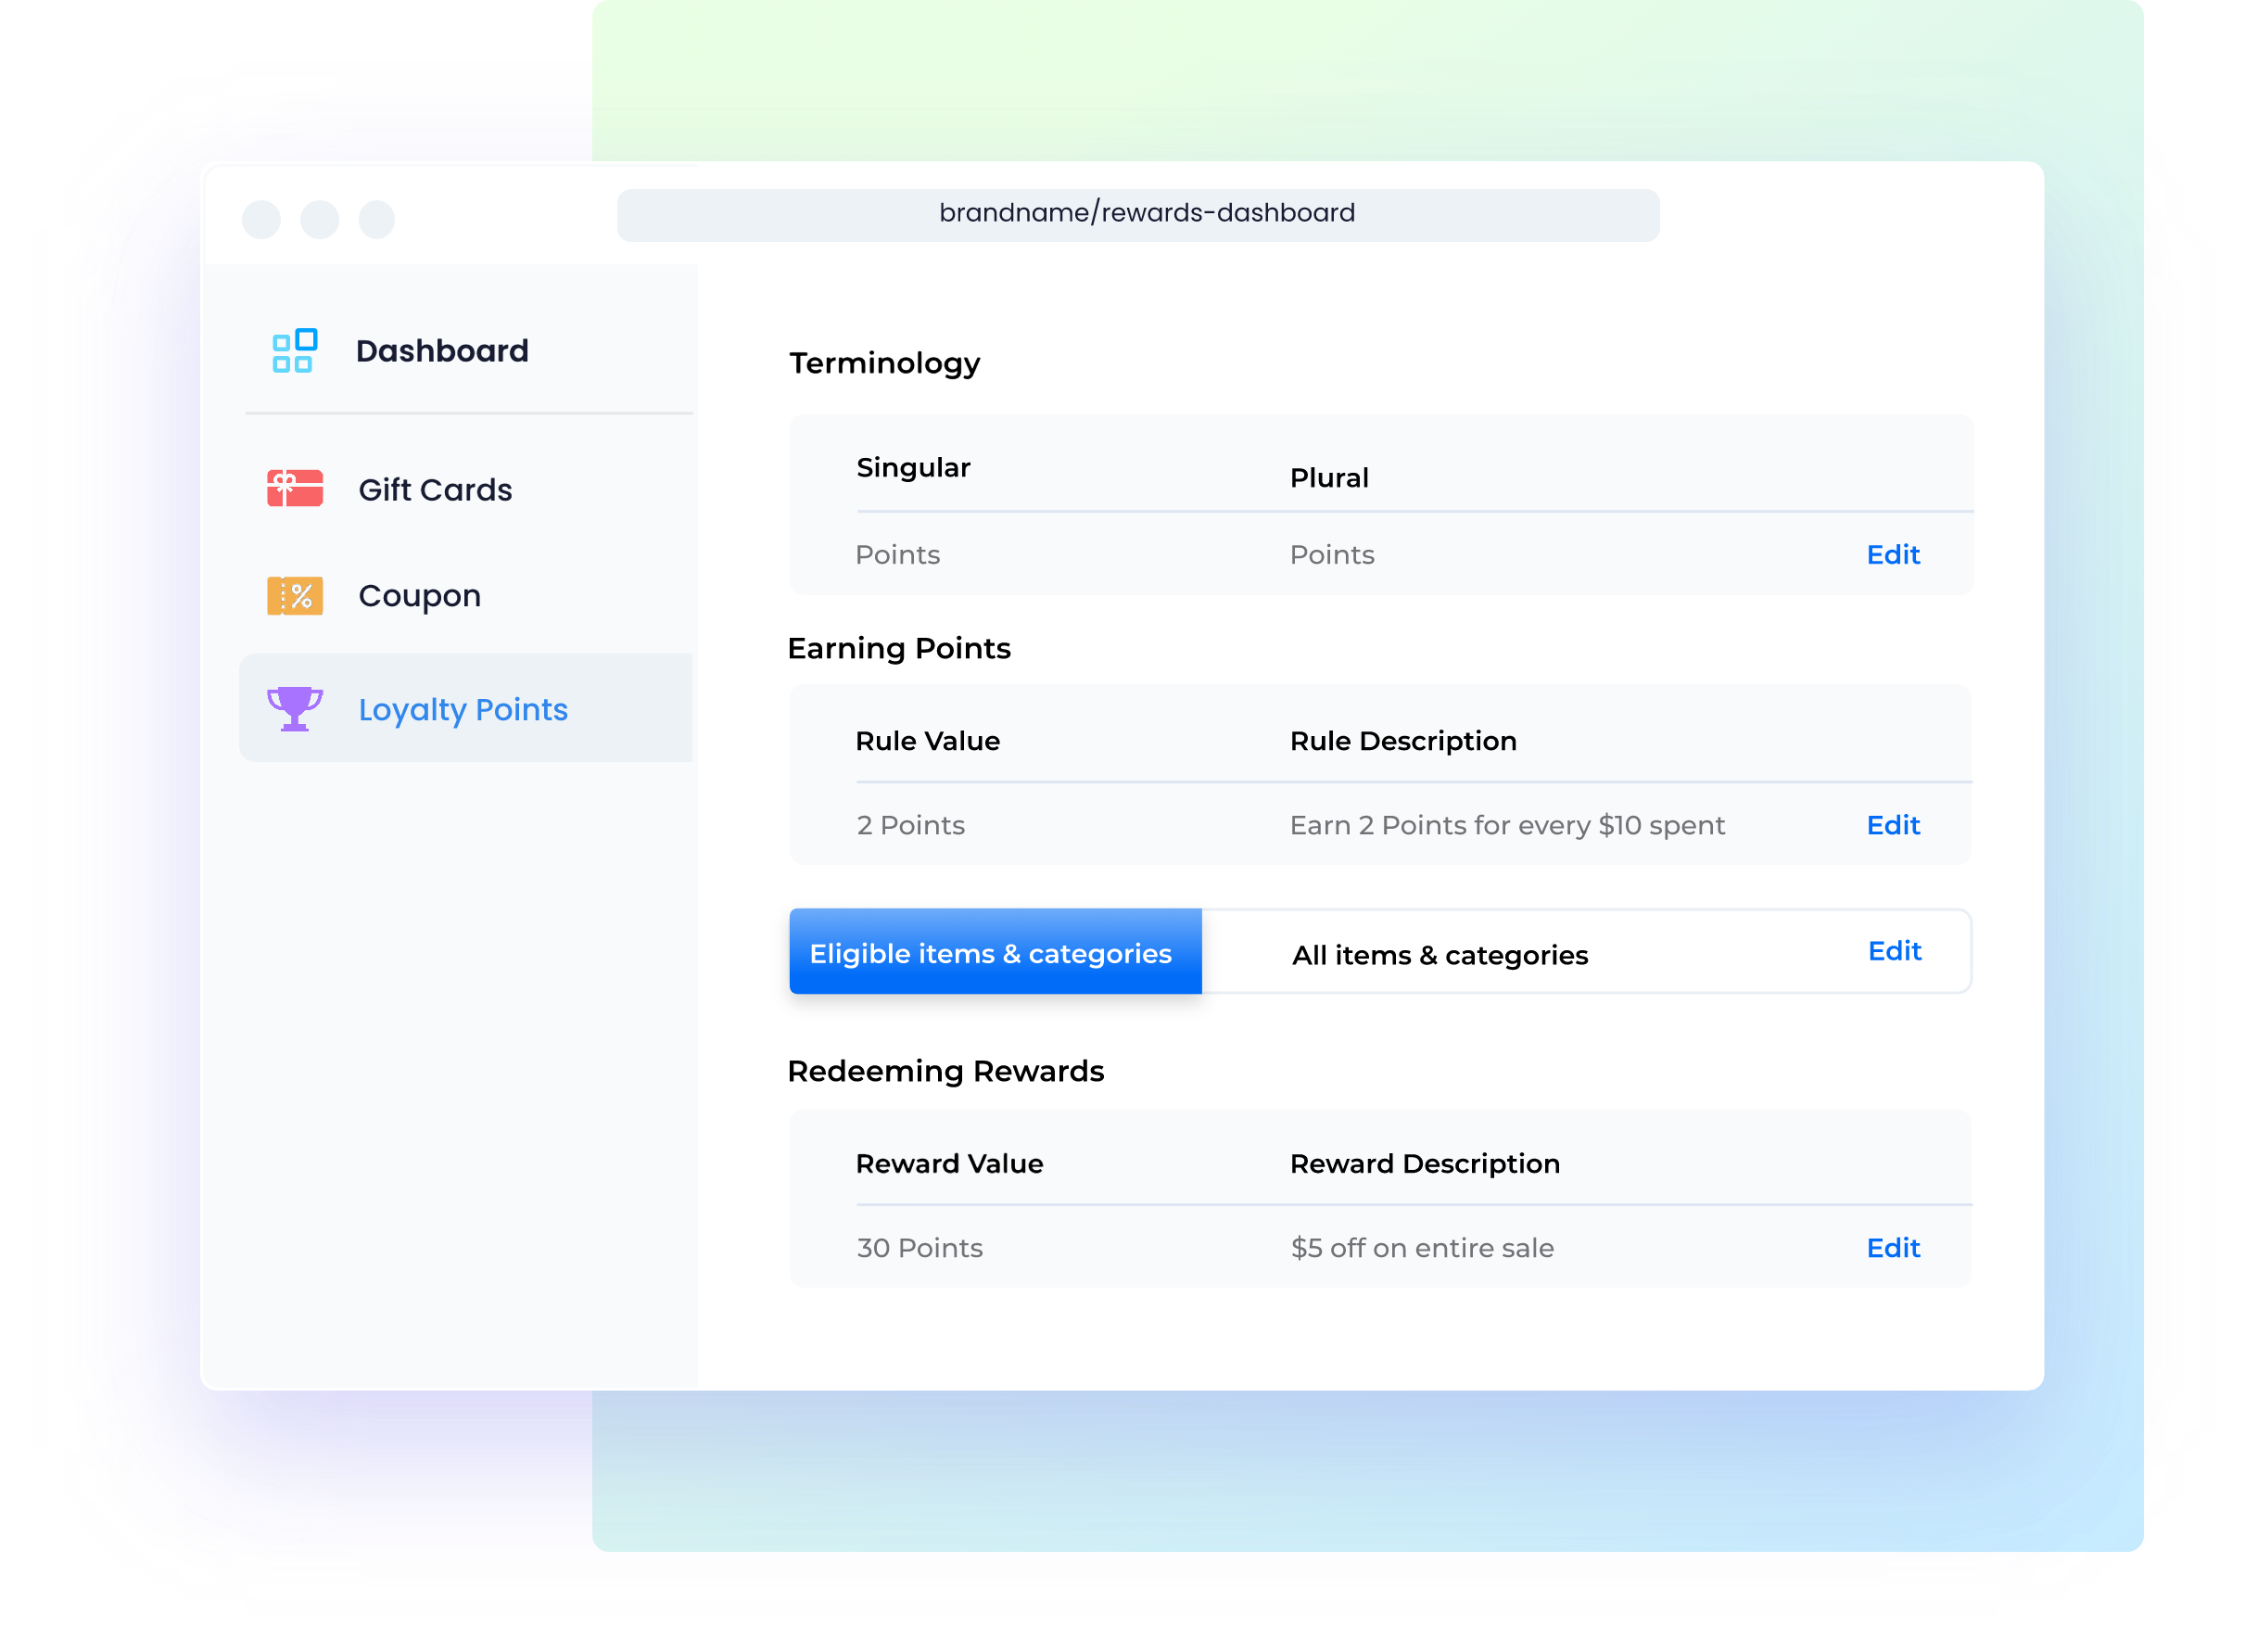 brandname/rewards-dashboard
Dashboard
Gift Cards
Coupon
Loyalty Points
Terminology
Singular Plural
Points Points Edit
Earning Points
Rule Value Rule Description
2 Points Earn 2 Points for every $10 spent Edit
Eligible items & categories All items & categories Edit
Redeeming Rewards
Reward Value Reward Description
30 Points $5 off on entire sale Edit